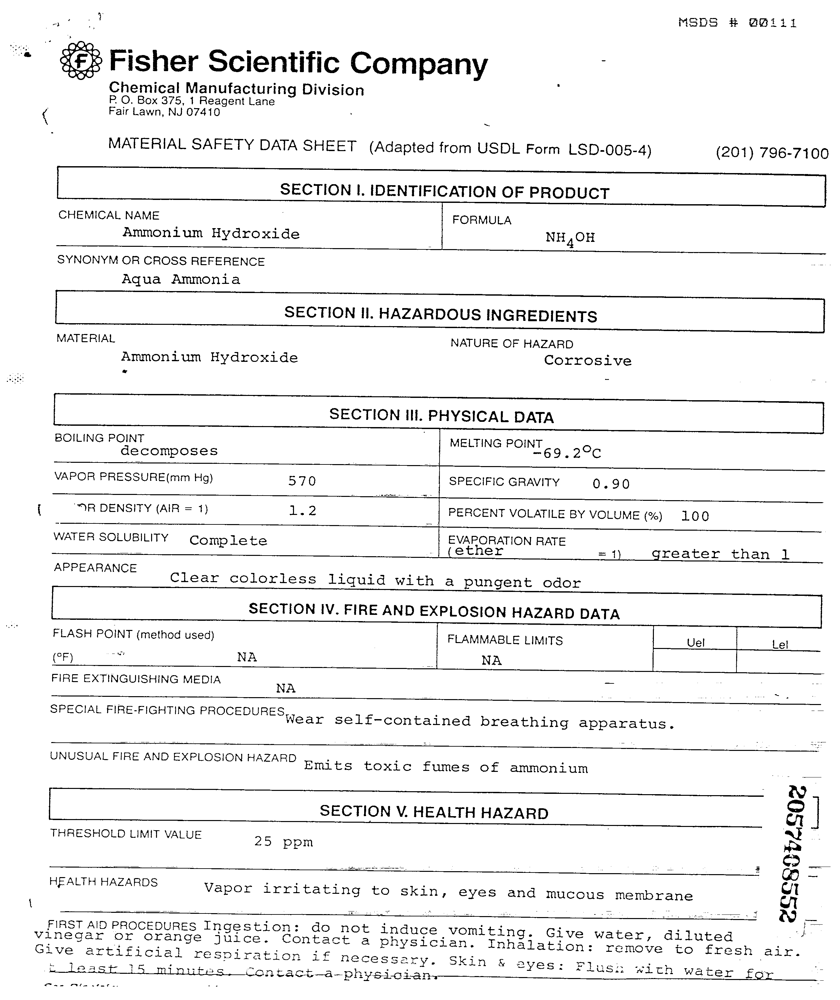 MSDS # 00111
Fisher Scientific Company
Chemical Manufacturing Division
P. O. Box 375, 1 Reagent Lane
Fair Lawn, NJ 07410
MATERIAL SAFETY DATA SHEET (Adapted from USDL Form LSD-005-4) (201) 796-7100
SECTION I. IDENTIFICATION OF PRODUCT
CHEMICAL NAME FORMULA
Ammonium Hydroxide NH4OH
SYNONYM OR CROSS REFERENCE
Aqua Ammonia
SECTION II. HAZARDOUS INGREDIENTS
MATERIAL NATURE OF HAZARD
Ammonium Hydroxide Corrosive
SECTION III. PHYSICAL DATA
BOILING POINT MELTING POINT
decomposes -69.2°C
VAPOR PRESSURE(mm Hg) 570 SPECIFIC GRAVITY 0.90
OR DENSITY (AIR = 1) 1.2 PERCENT VOLATILE BY VOLUME (%) 100
WATER SOLUBILITY Complete EVAPORATION RATE
(ether = 1) greater than 1
APPEARANCE
Clear colorless liquid with a pungent odor
SECTION IV. FIRE AND EXPLOSION HAZARD DATA
FLASH POINT (method used) FLAMMABLE LIMITS Uel Lel
(°F) NA NA
FIRE EXTINGUISHING MEDIA
NA
SPECIAL FIRE-FIGHTING PROCEDURES Wear self-contained breathing apparatus.
UNUSUAL FIRE AND EXPLOSION HAZARD Emits toxic fumes of ammonium
SECTION V. HEALTH HAZARD
THRESHOLD LIMIT VALUE 25 ppm
HEALTH HAZARDS Vapor irritating to skin, eyes and mucous membrane
FIRST AID PROCEDURES Ingestion: do not induce vomiting. Give water, diluted
vinegar or orange juice. Contact a physician. Inhalation: remove to fresh air.
Give artificial respiration if necessary. Skin & eyes: Flush with water for
t least 15 minutes. Contact a physician.
2057408552